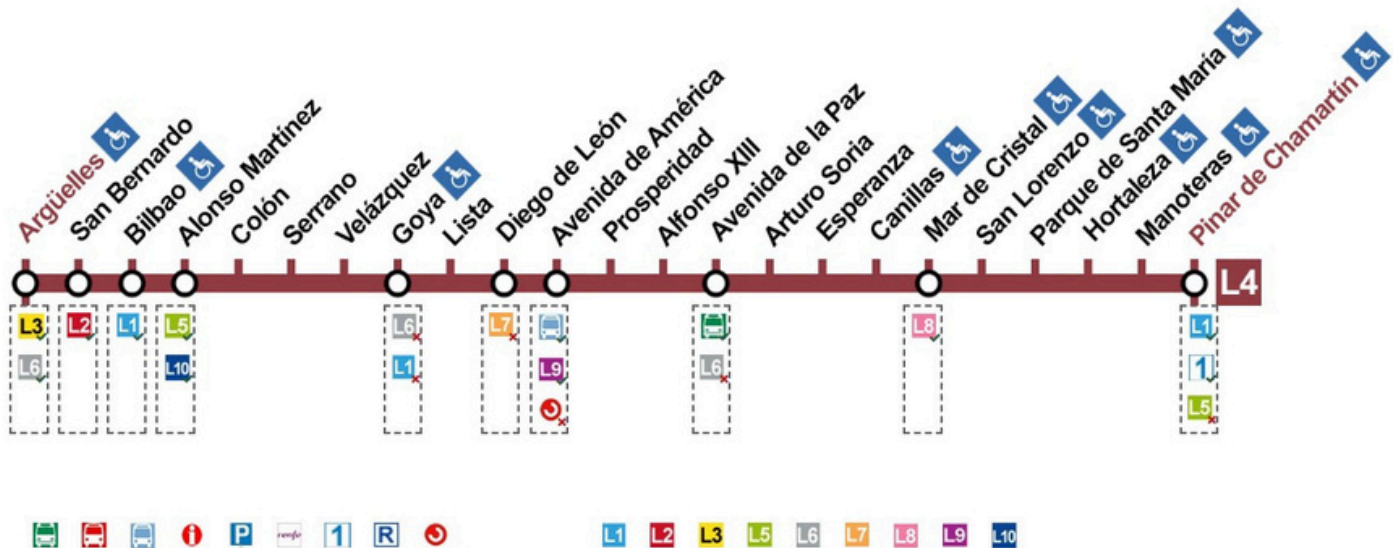 Argüelles
San Bernardo
Bilbao
Alonso Martínez
Colón
Serrano
Velázquez
Goya
Lista
Diego de León
Avenida de América
Prosperidad
Alfonso XIII
Avenida de la Paz
Arturo Soria
Esperanza
Canillas
Mar de Cristal
San Lorenzo
Parque de Santa María
Hortaleza
Manoteras
Pinar de Chamartín
L4
L3
L6
L2
L1
L5
L10
L6
L1
L7
L9
L6
L8
L1
1
L5
i P renfe 1 R
L1 L2 L3 L5 L6 L7 L8 L9 L10